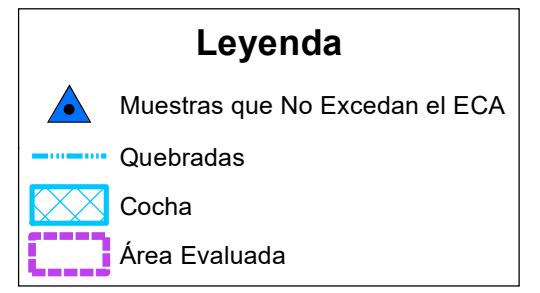 Leyenda
Muestras que No Excedan el ECA
Quebradas
Cocha
Área Evaluada